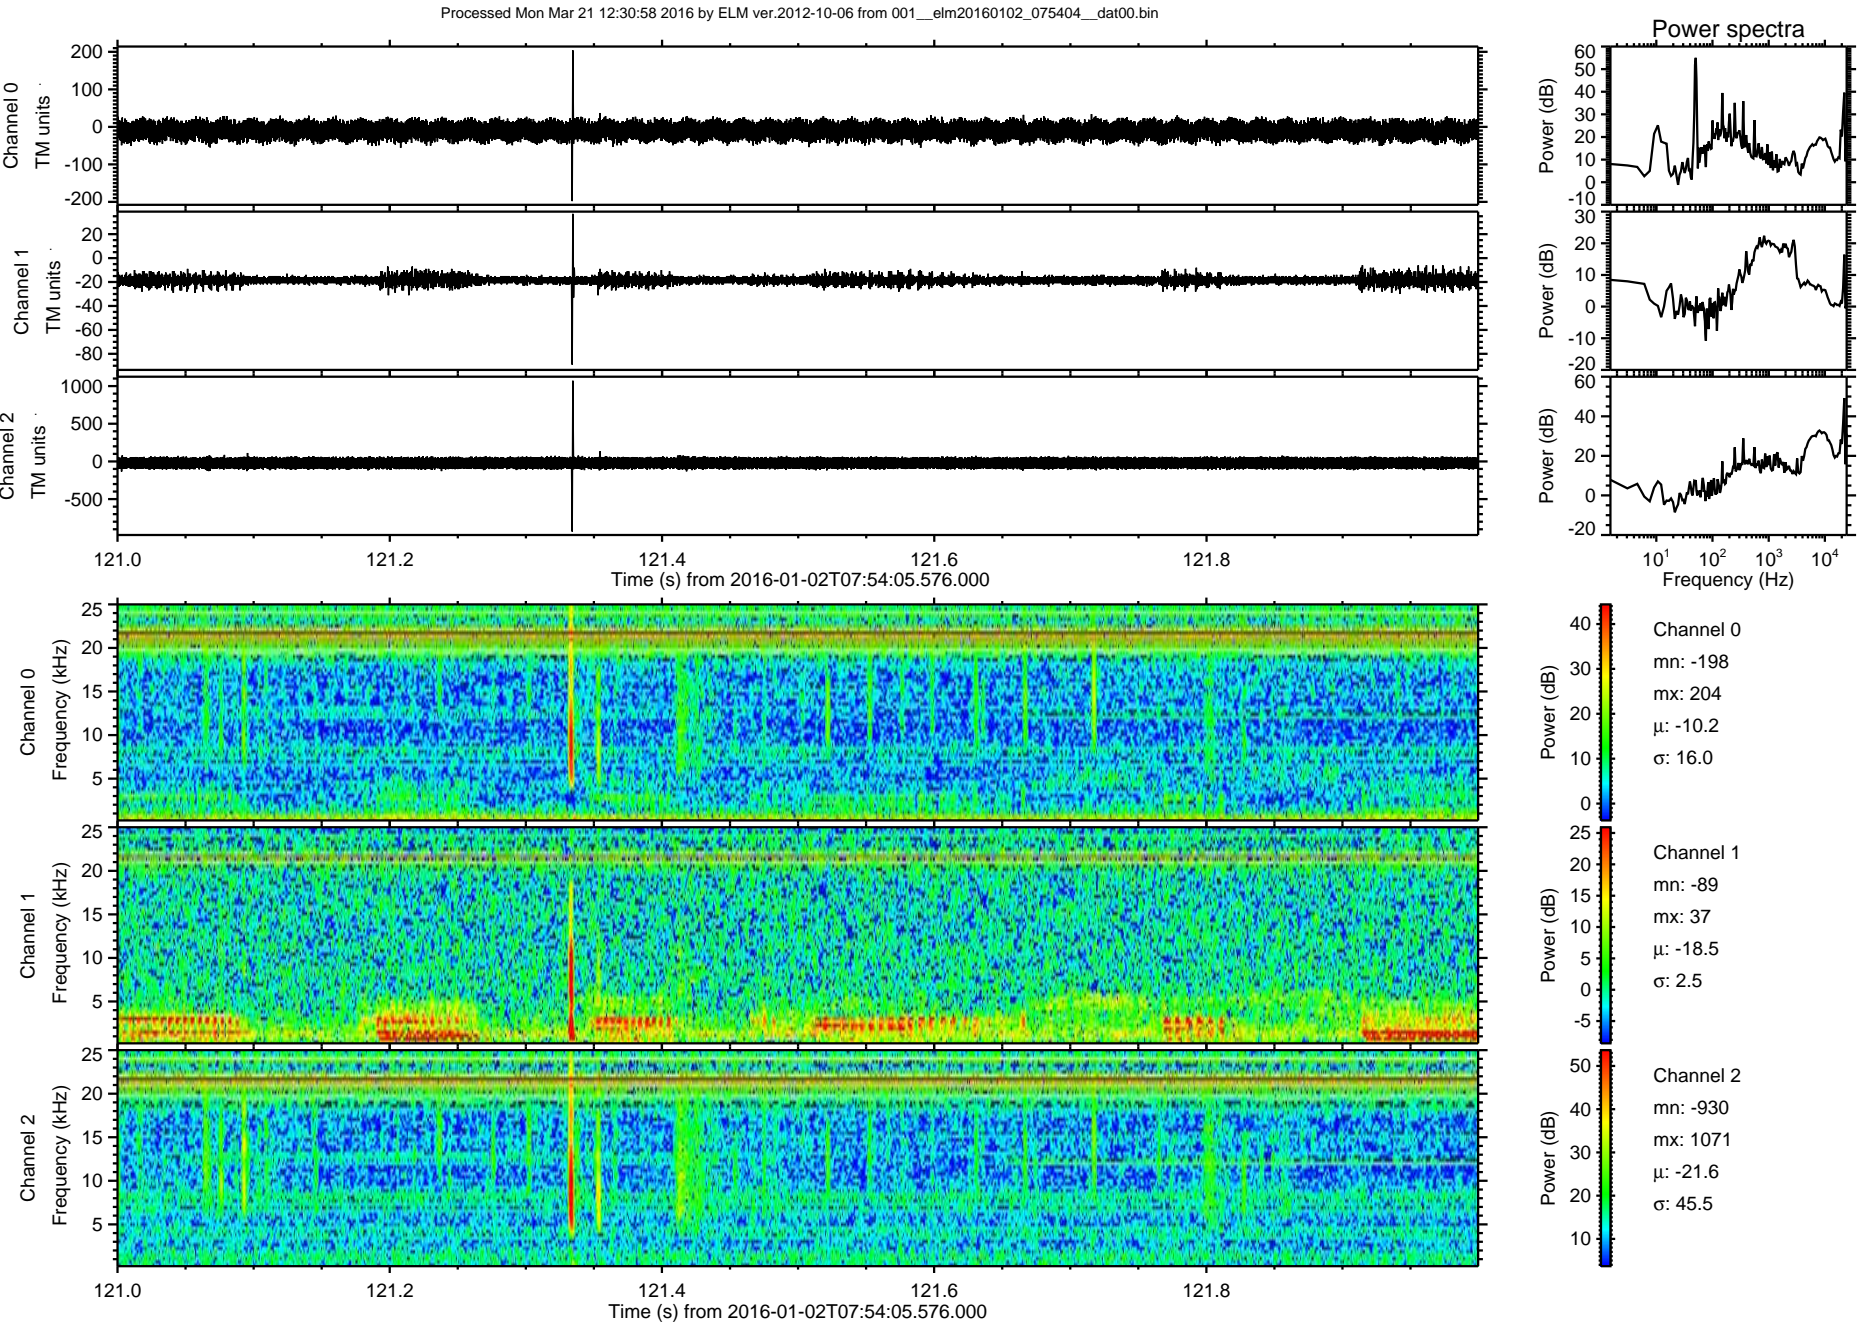 Processed Mon Mar 21 12:30:58 2016 by ELM ver.2012-10-06 from 001__elm20160102_075404__dat00.bin
Power spectra
Channel 0
TM units
200
100
0
-100
-200
Power (dB)
60
50
40
30
20
10
0
-10
Channel 1
TM units
20
0
-20
-40
-60
-80
Power (dB)
30
20
10
0
-10
-20
Channel 2
TM units
1000
500
0
-500
Power (dB)
60
40
20
0
-20
121.0 121.2 121.4 121.6 121.8
Time (s) from 2016-01-02T07:54:05.576.000
10¹ 10² 10³ 10⁴
Frequency (Hz)
Channel 0
Frequency (kHz)
25
20
15
10
5
Power (dB)
40
30
20
10
0
Channel 0
mn: -198
mx: 204
μ: -10.2
σ: 16.0
Channel 1
Frequency (kHz)
25
20
15
10
5
Power (dB)
25
20
15
10
5
0
-5
Channel 1
mn: -89
mx: 37
μ: -18.5
σ: 2.5
Channel 2
Frequency (kHz)
25
20
15
10
5
Power (dB)
50
40
30
20
10
Channel 2
mn: -930
mx: 1071
μ: -21.6
σ: 45.5
121.0 121.2 121.4 121.6 121.8
Time (s) from 2016-01-02T07:54:05.576.000